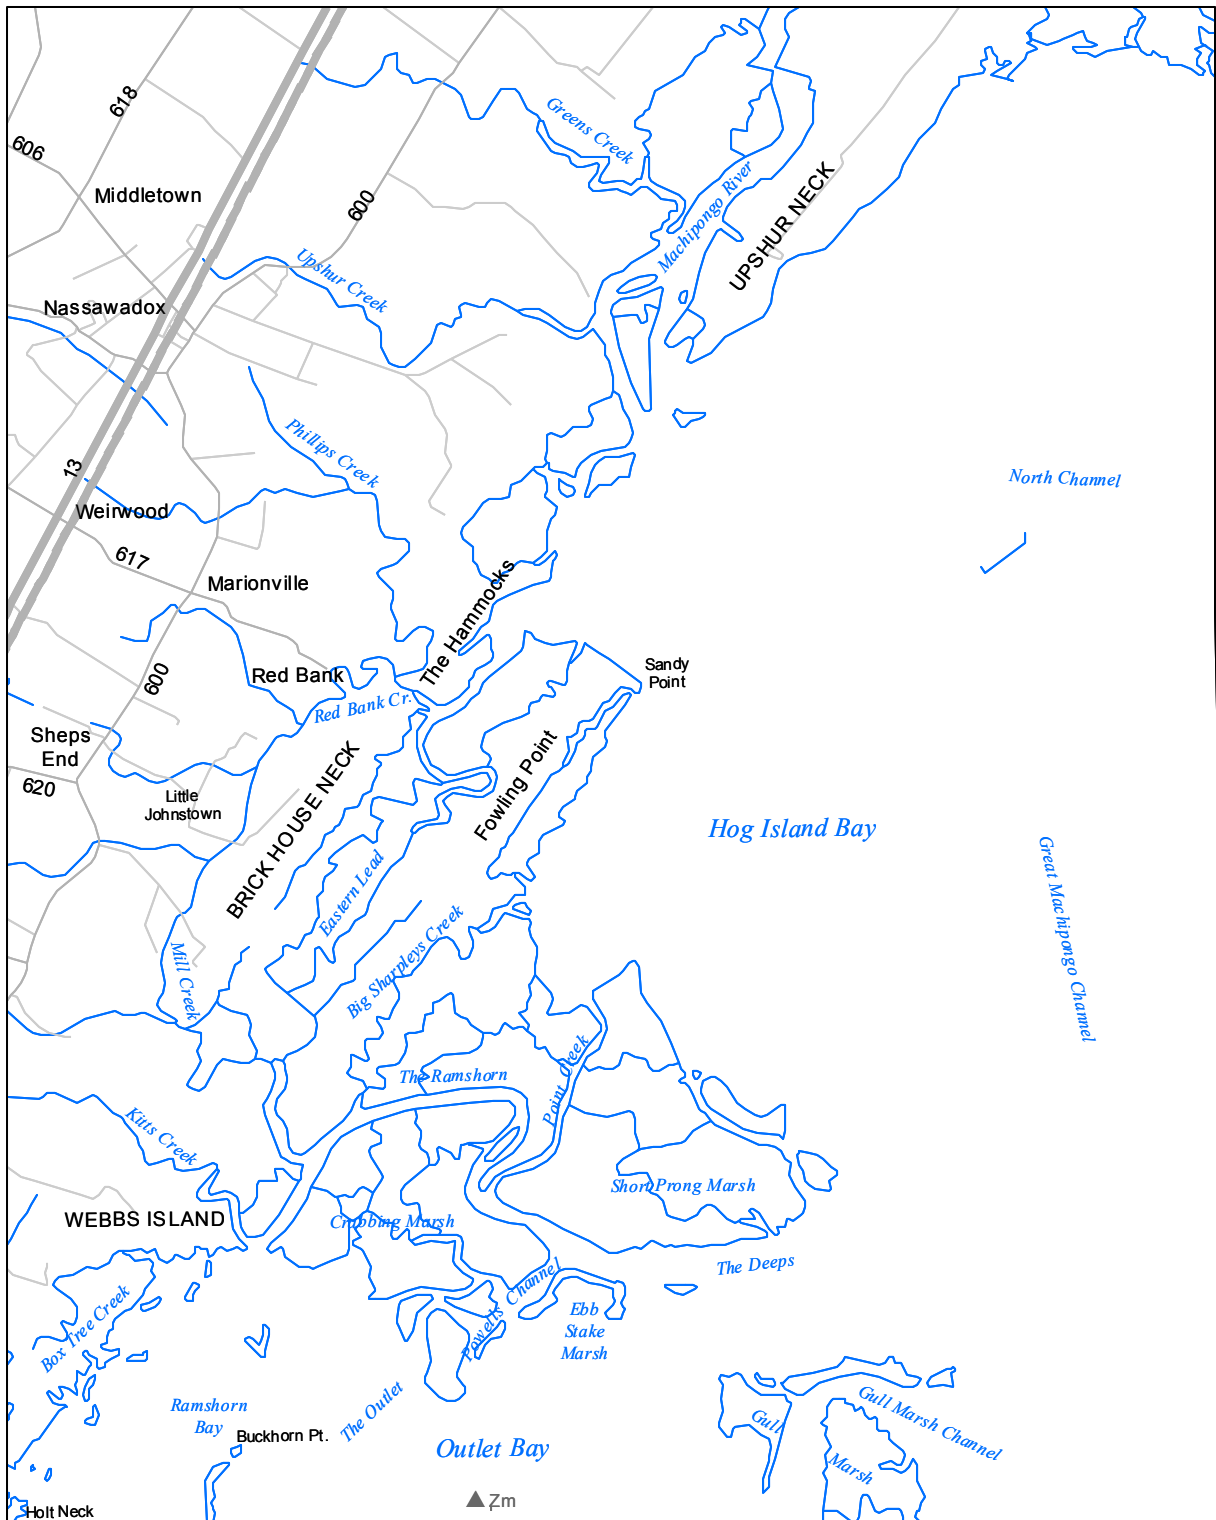 618
Greens Creek
606
Middletown
600
Machipongo River
UPSHUR NECK
Upshur Creek
Nassawadox
Phillips Creek
13
North Channel
Weirwood
617
Marionville
The Hammocks
600
Red Bank
Sandy
Point
Red Bank Cr.
Sheps
End
620
Little
Johnstown
BRICK HOUSE NECK
Fowling Point
Hog Island Bay
Eastern Lead
Great Machipongo Channel
Big Sharpleys Creek
Mill Creek
The Ramshorn
Point Creek
Kitts Creek
Short Prong Marsh
WEBBS ISLAND
Crabbing Marsh
The Deeps
Box Tree Creek
Powells Channel
Ebb
Stake
Marsh
Ramshorn
Bay
The Outlet
Buckhorn Pt.
Outlet Bay
Gull Marsh Channel
Gull
Marsh
Holt Neck